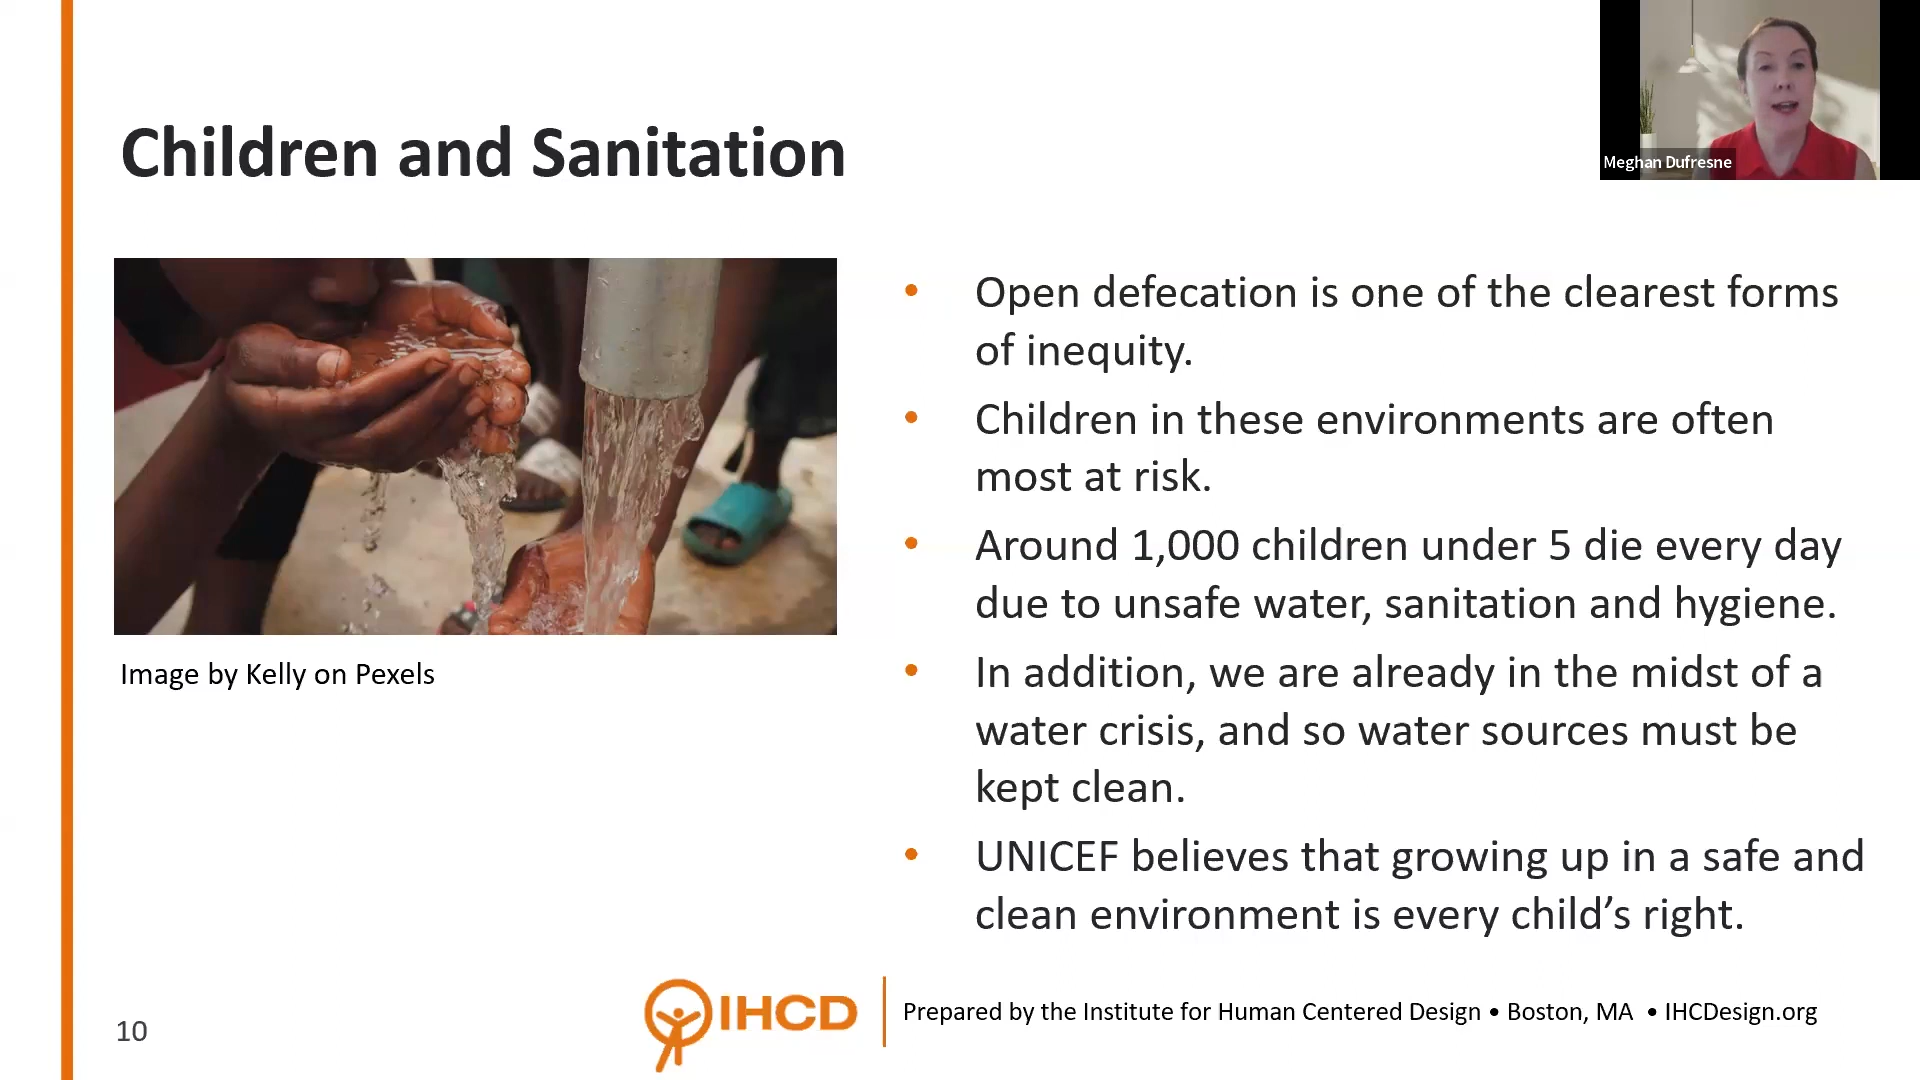 Meghan Dufresne
Children and Sanitation
Image by Kelly on Pexels
• Open defecation is one of the clearest forms
of inequity.
• Children in these environments are often
most at risk.
• Around 1,000 children under 5 die every day
due to unsafe water, sanitation and hygiene.
• In addition, we are already in the midst of a
water crisis, and so water sources must be
kept clean.
• UNICEF believes that growing up in a safe and
clean environment is every child’s right.
10
IHCD
Prepared by the Institute for Human Centered Design • Boston, MA • IHCDesign.org